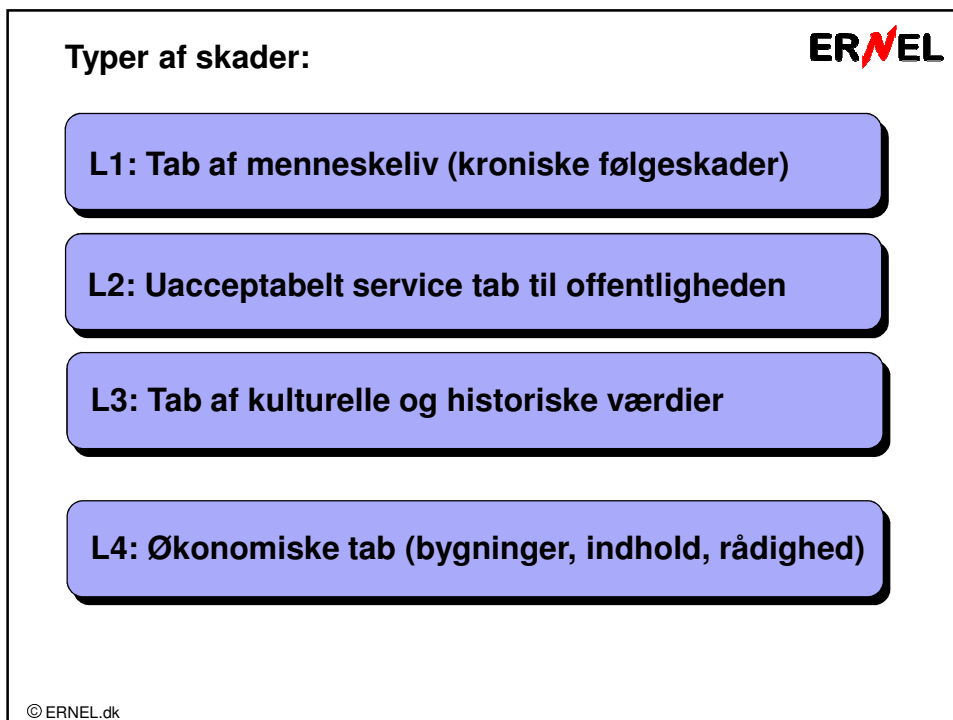 Typer af skader:
ERNEL
L1: Tab af menneskeliv (kroniske følgeskader)
L2: Uacceptabelt service tab til offentligheden
L3: Tab af kulturelle og historiske værdier
L4: Økonomiske tab (bygninger, indhold, rådighed)
© ERNEL.dk